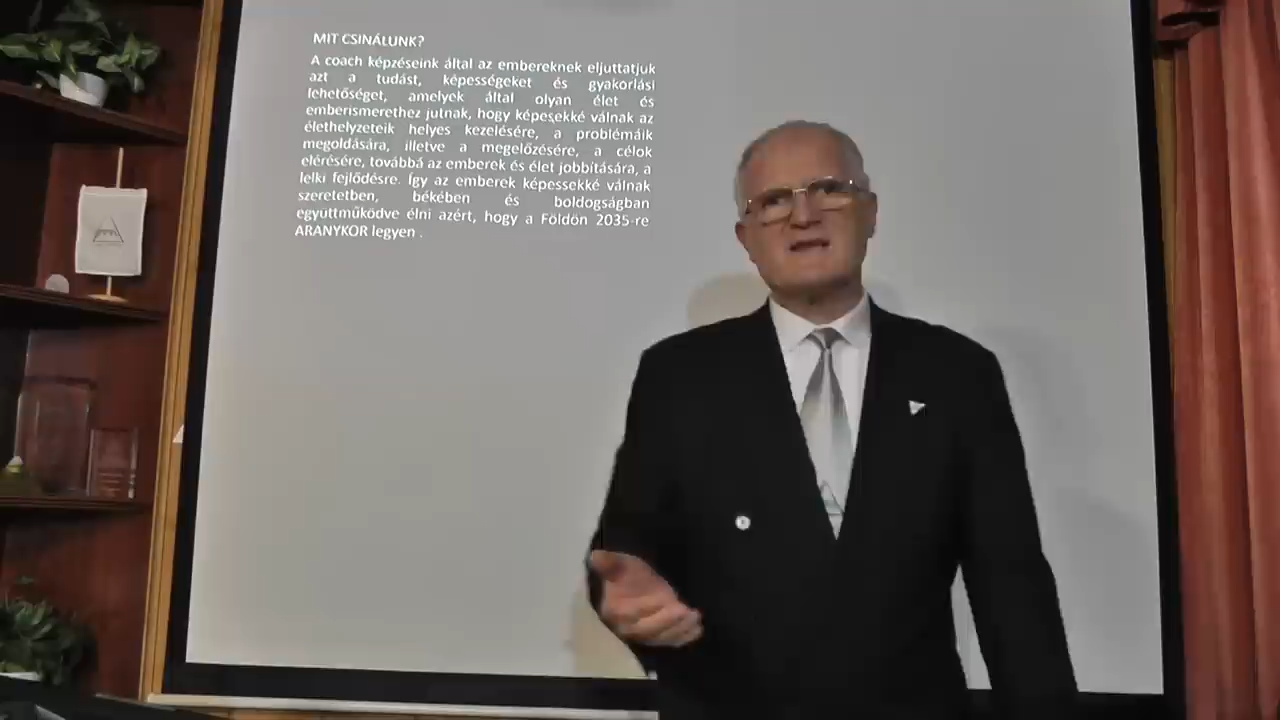 MIT CSINÁLUNK?
A coach képzéseink által az embereknek eljuttatjuk
azt a tudást, képességeket és gyakorlási
lehetőséget, amelyek által olyan élet és
emberismerethez jutnak, hogy képesekké válnak az
élethelyzeteik helyes kezelésére, a problémáik
megoldására, illetve a megelőzésére, a célok
elérésére, továbbá az emberek és élet jobbítására, a
lelki fejlődésre. Így az emberek képessekké válnak
szeretetben, békében és boldogságban
együttműködve élni azért, hogy a Földön 2035-re
ARANYKOR legyen .